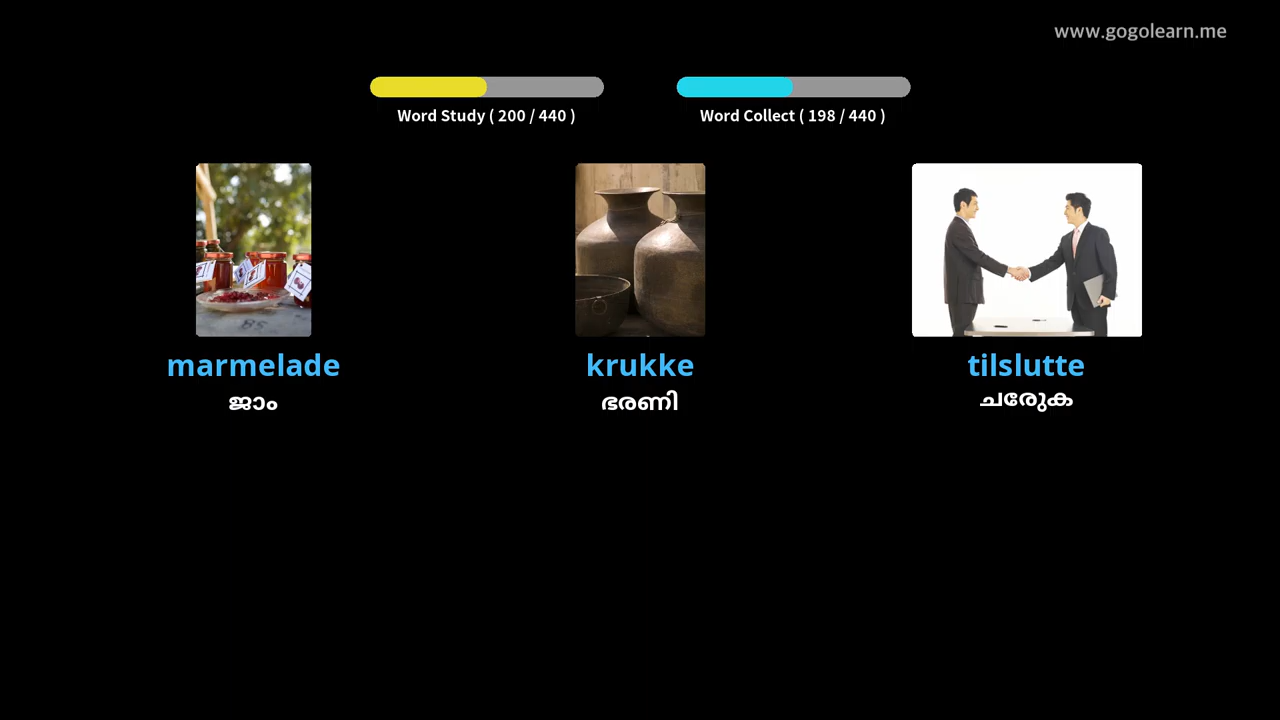 www.gogolearn.me
Word Study ( 200 / 440 )
Word Collect ( 198 / 440 )
marmelade
krukke
tilslutte
ജാം
ഭരണി
ചേരുക